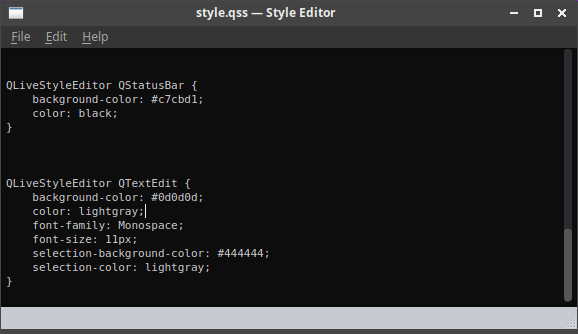 style.qss — Style Editor
File Edit Help
QLiveStyleEditor QStatusBar {
    background-color: #c7cbd1;
    color: black;
}
QLiveStyleEditor QTextEdit {
    background-color: #0d0d0d;
    color: lightgray;
    font-family: Monospace;
    font-size: 11px;
    selection-background-color: #444444;
    selection-color: lightgray;
}